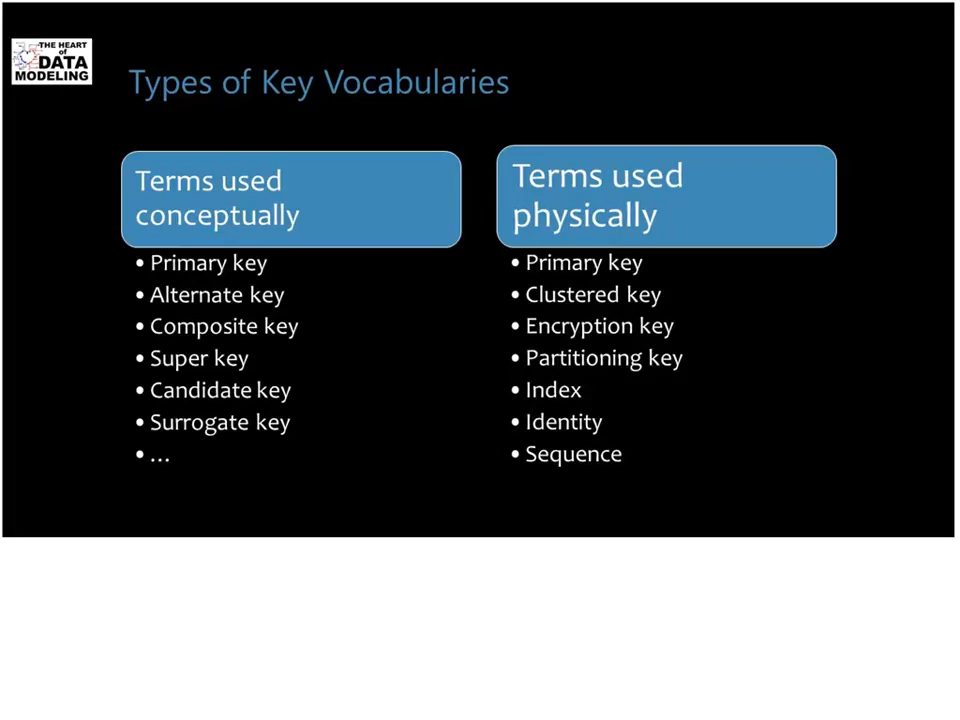 THE HEART
of
DATA
MODELING
Types of Key Vocabularies
Terms used
conceptually
• Primary key
• Alternate key
• Composite key
• Super key
• Candidate key
• Surrogate key
• …
Terms used
physically
• Primary key
• Clustered key
• Encryption key
• Partitioning key
• Index
• Identity
• Sequence